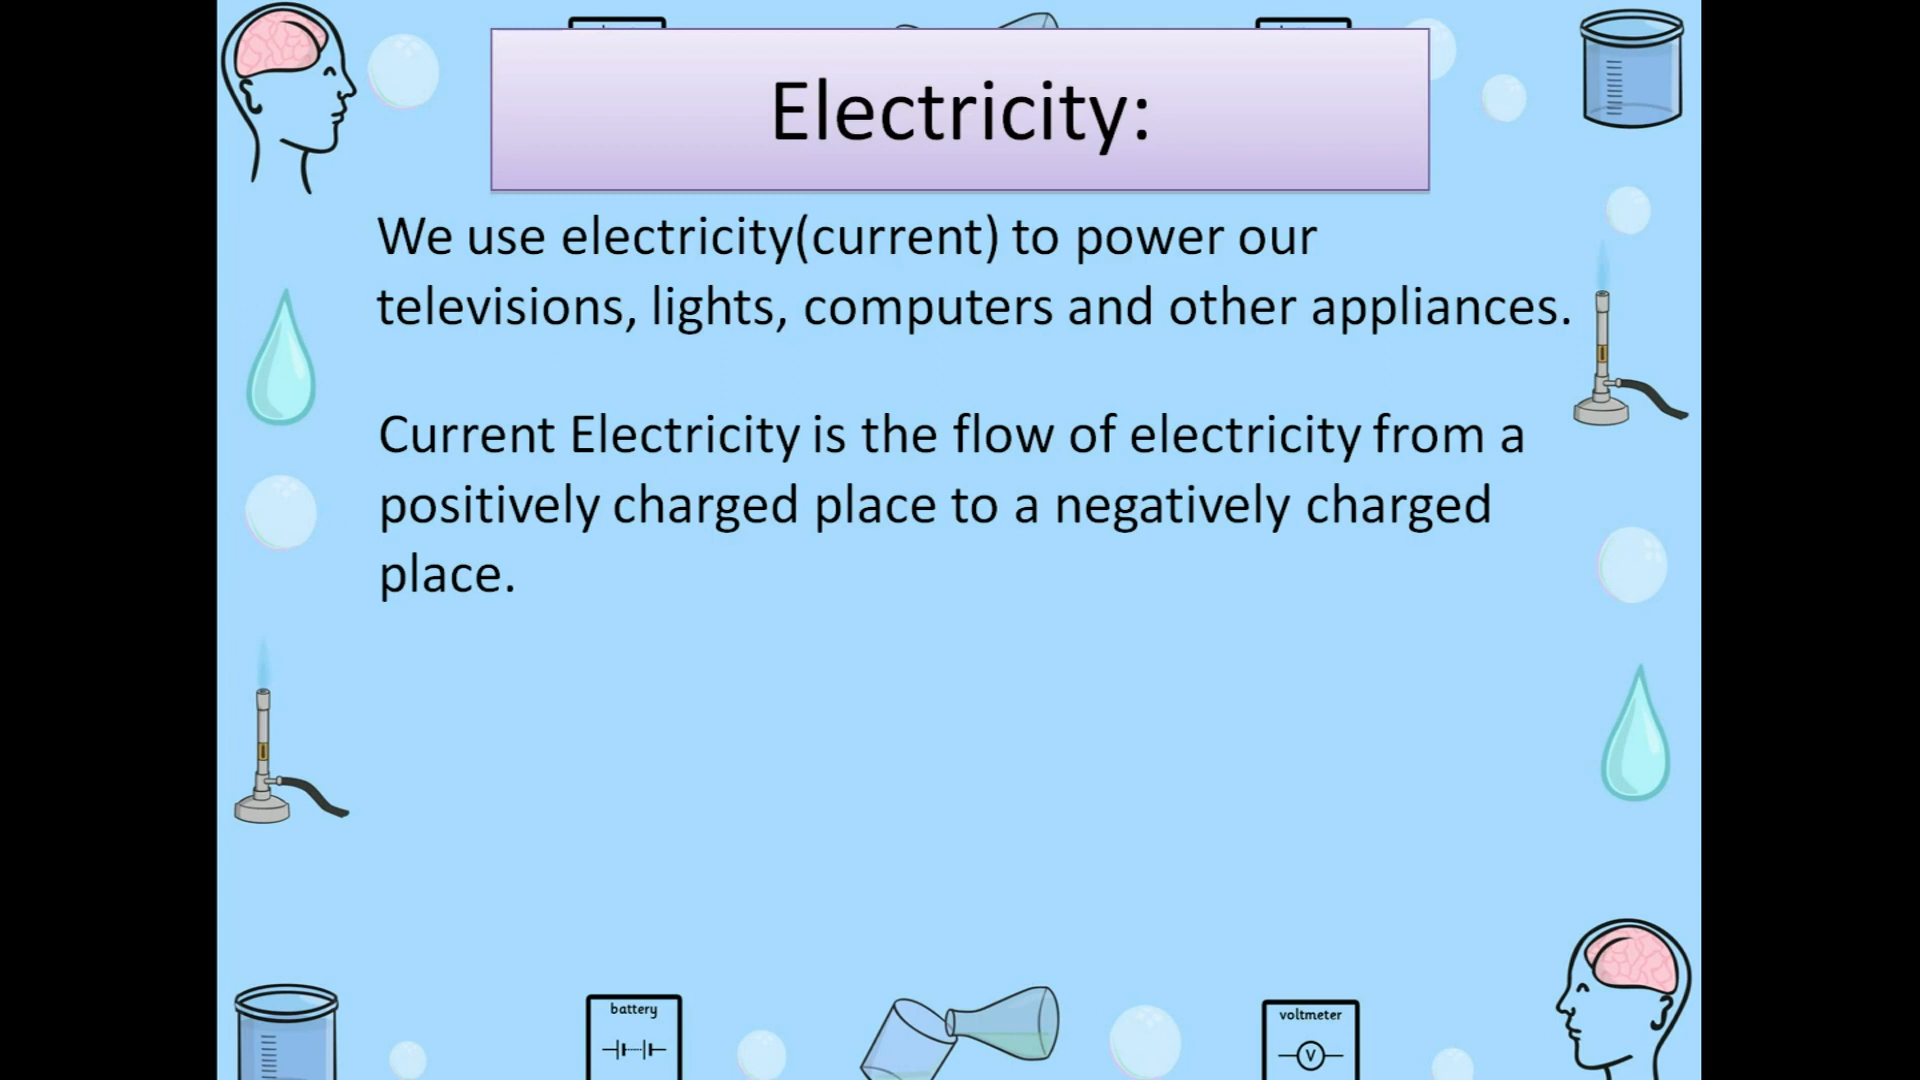 Electricity:
We use electricity(current) to power our
televisions, lights, computers and other appliances.
Current Electricity is the flow of electricity from a
positively charged place to a negatively charged
place.
battery
voltmeter
V